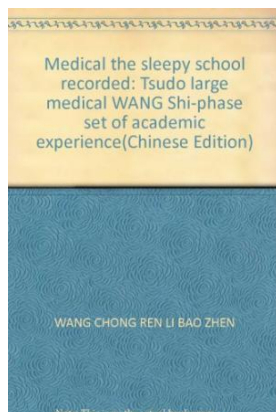 Medical the sleepy school
recorded: Tsudo large
medical WANG Shi-phase
set of academic
experience(Chinese Edition)
WANG CHONG REN LI BAO ZHEN